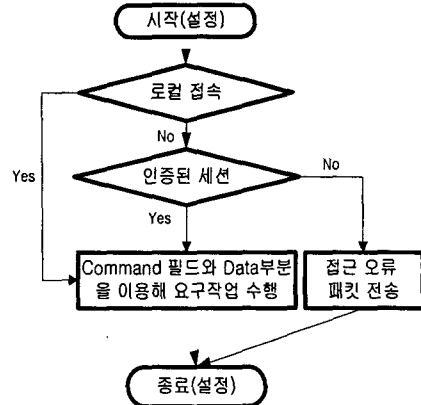 시작(설정)
로컬 접속
No
Yes
인증된 세션
No
Yes
Command 필드와 Data부분
을 이용해 요구작업 수행
접근 오류
패킷 전송
종료(설정)